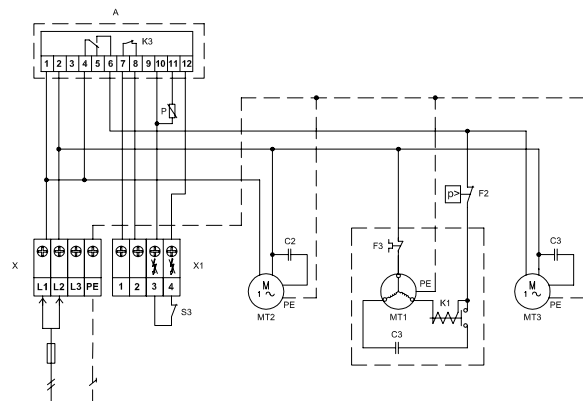 A
K3
1 2 3 4 5 6 7 8 9 10 11 12
P
p> F2
F3
C2
C3
X
X1
L1 L2 L3 PE
1 2 3 4
S3
M
1 ~
PE
MT2
PE
MT1
K1
C3
M
1 ~
PE
MT3